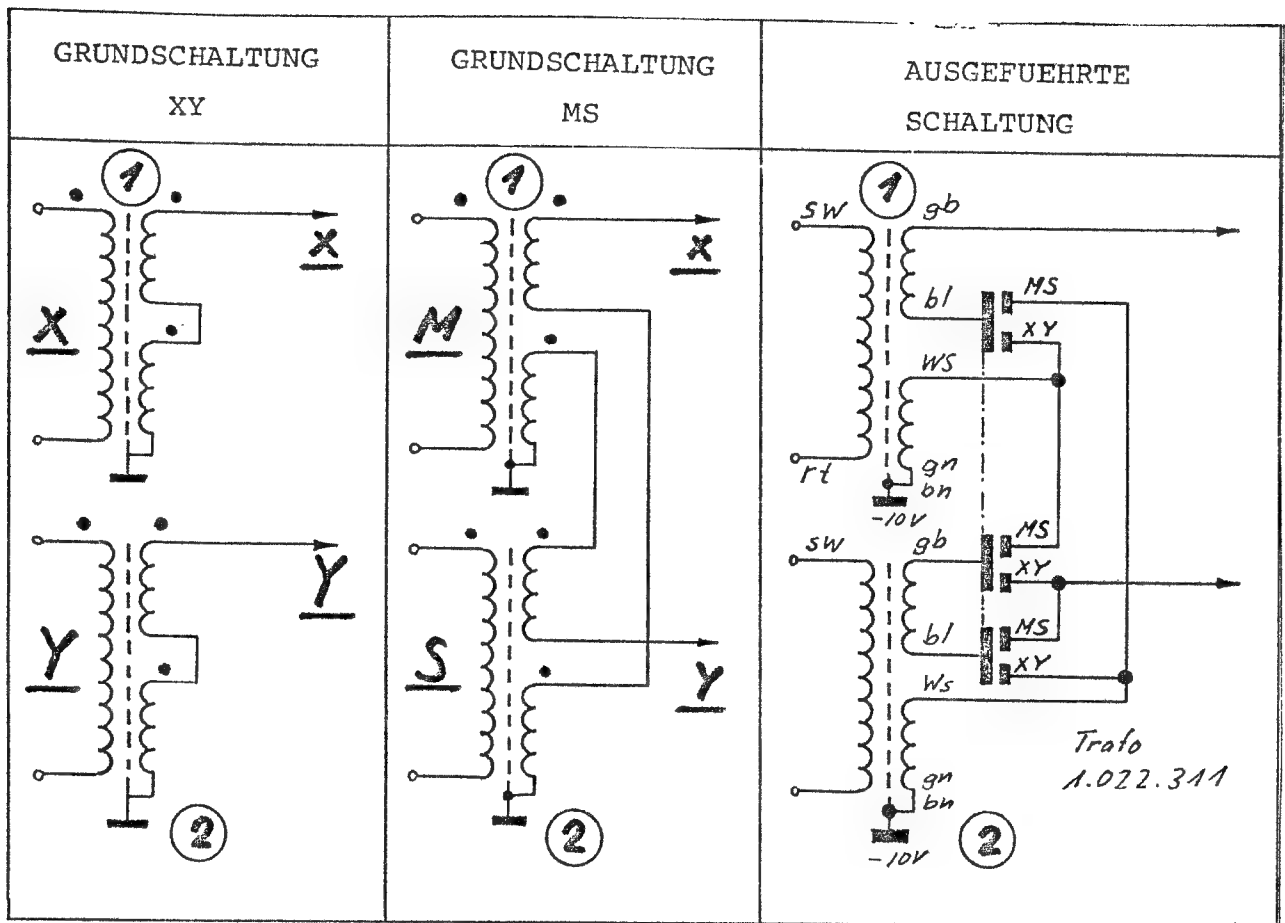 GRUNDSCHALTUNG
XY
GRUNDSCHALTUNG
MS
AUSGEFUEHRTE
SCHALTUNG
1
X
X
Y
Y
2
1
X
M
S
Y
2
1
sw
gb
MS
bl
XY
ws
rt
gn
bn
-10V
sw
gb
MS
XY
bl
MS
XY
Ws
Trafo
1.022.311
gn
bn
-10V
2